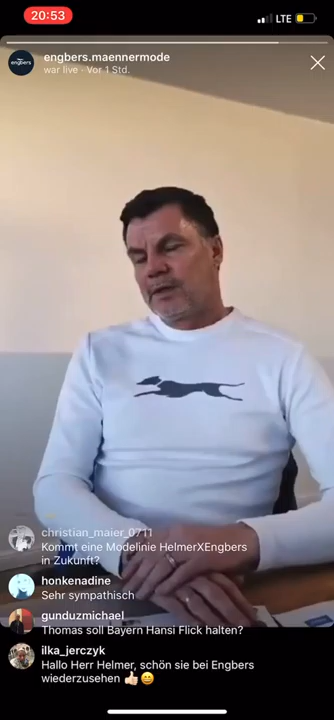 20:53
LTE
engbers
engbers.maennermode
war live · Vor 1 Std.
christian_maier_0711
Kommt eine Modelinie HelmerXEngbers
in Zukunft?
honkenadine
Sehr sympathisch
gunduzmichael
Thomas soll Bayern Hansi Flick halten?
ilka_jerczyk
Hallo Herr Helmer, schön sie bei Engbers
wiederzusehen 👍🏻😄